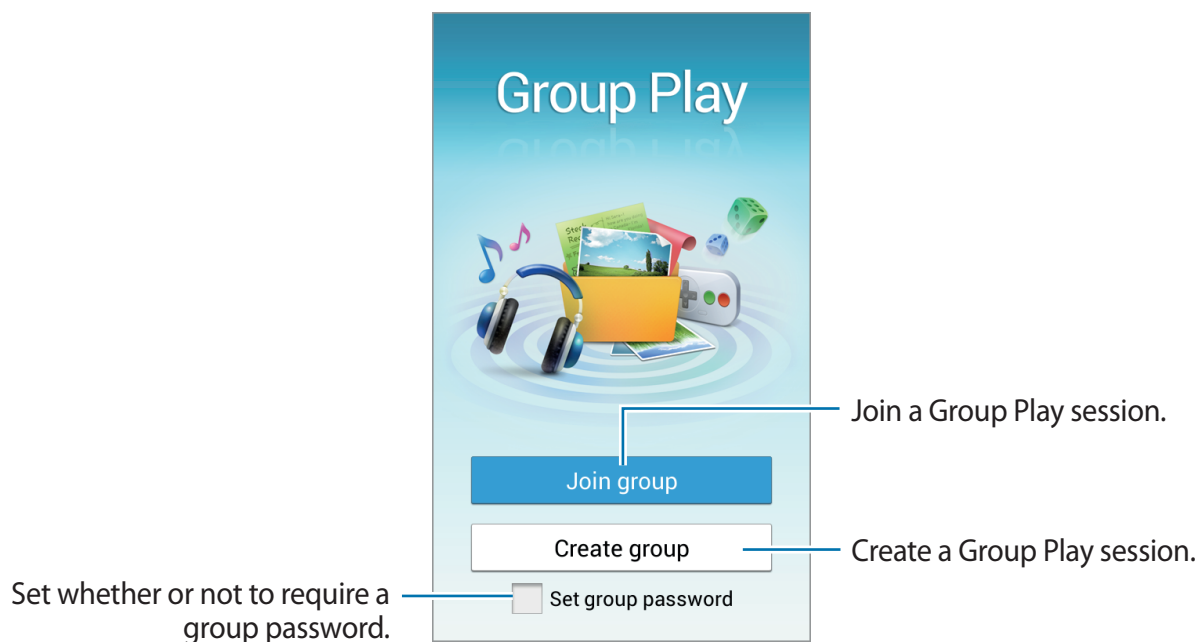 Group Play
Join a Group Play session.
Join group
Create group
Create a Group Play session.
Set whether or not to require a
group password.
Set group password